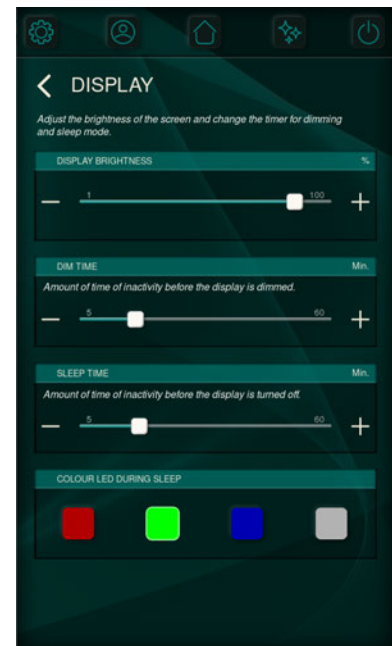 DISPLAY
Adjust the brightness of the screen and change the timer for dimming
and sleep mode.
DISPLAY BRIGHTNESS %
1 100
DIM TIME Min.
Amount of time of inactivity before the display is dimmed.
5 60
SLEEP TIME Min.
Amount of time of inactivity before the display is turned off.
5 60
COLOUR LED DURING SLEEP